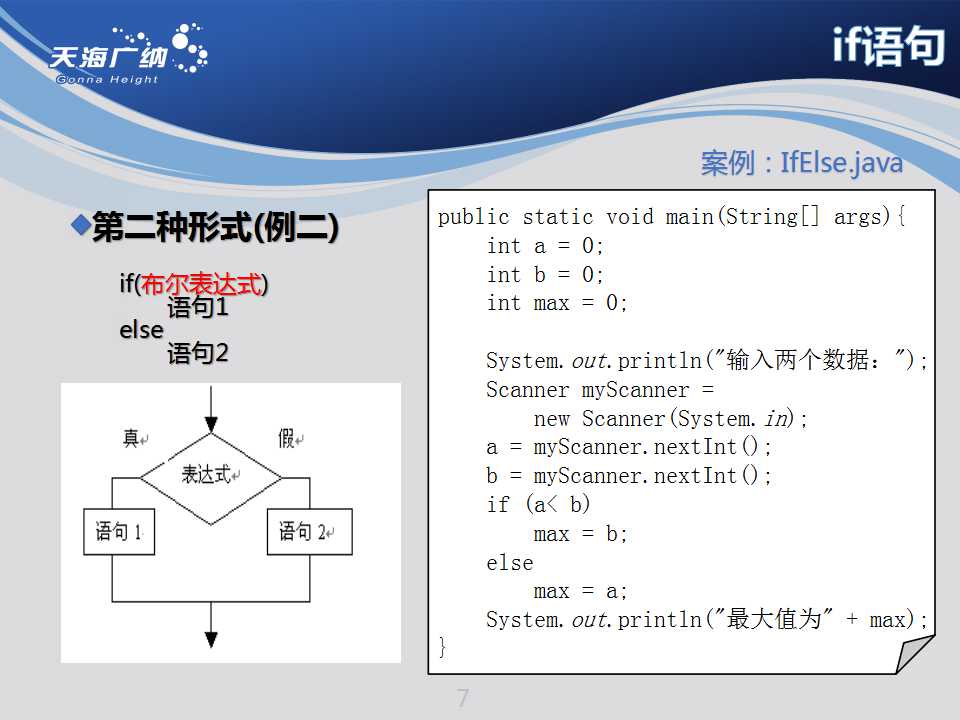 天海广纳
Gonna Height
if语句
案例：IfElse.java
第二种形式(例二)
if(布尔表达式)
语句1
else
语句2
真
假
表达式
语句 1
语句 2
public static void main(String[] args){
    int a = 0;
    int b = 0;
    int max = 0;
    System.out.println("输入两个数据：");
    Scanner myScanner =
        new Scanner(System.in);
    a = myScanner.nextInt();
    b = myScanner.nextInt();
    if (a< b)
        max = b;
    else
        max = a;
    System.out.println("最大值为" + max);
}
7